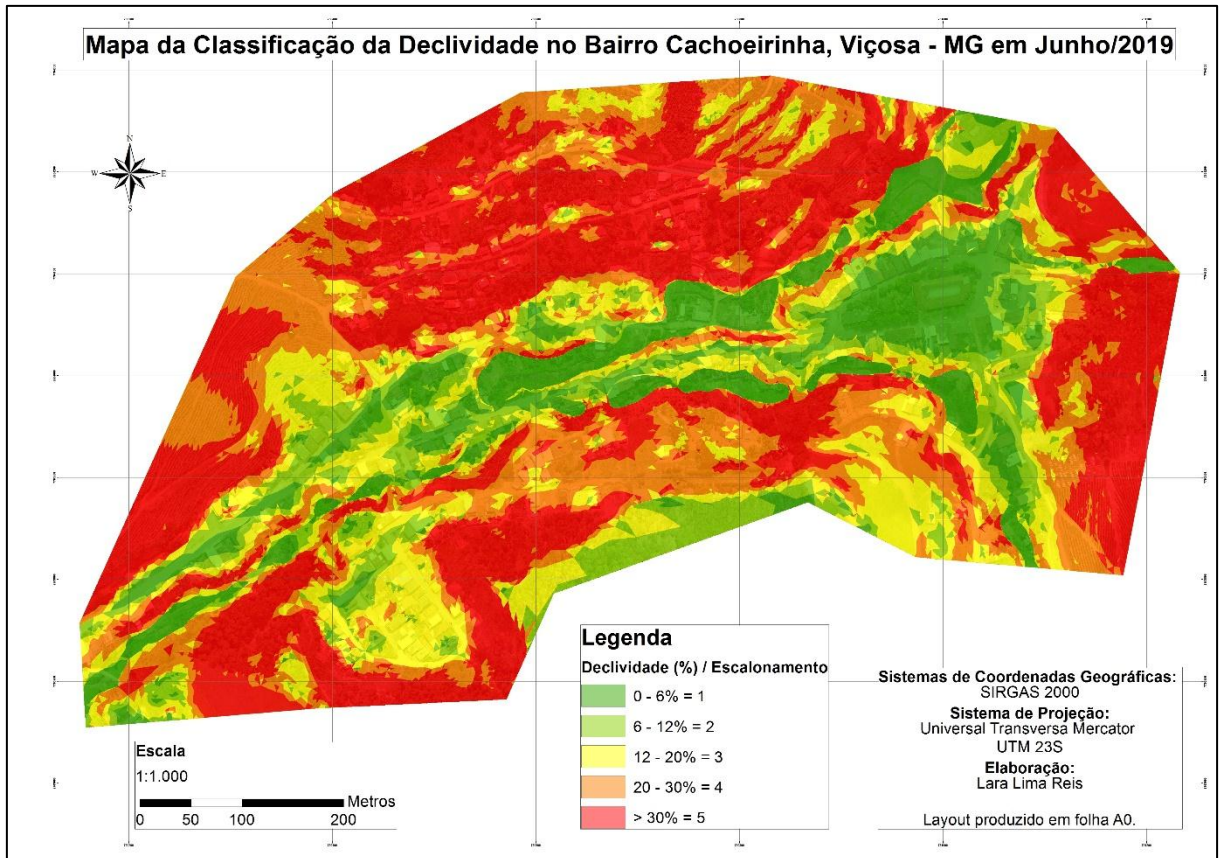 Mapa da Classificação da Declividade no Bairro Cachoeirinha, Viçosa - MG em Junho/2019
N
W
E
S
Legenda
Declividade (%) / Escalonamento
0 - 6% = 1
6 - 12% = 2
12 - 20% = 3
20 - 30% = 4
> 30% = 5
Sistemas de Coordenadas Geográficas:
SIRGAS 2000
Sistema de Projeção:
Universal Transversa Mercator
UTM 23S
Elaboração:
Lara Lima Reis
Layout produzido em folha A0.
Escala
1:1.000
Metros
0 50 100 200